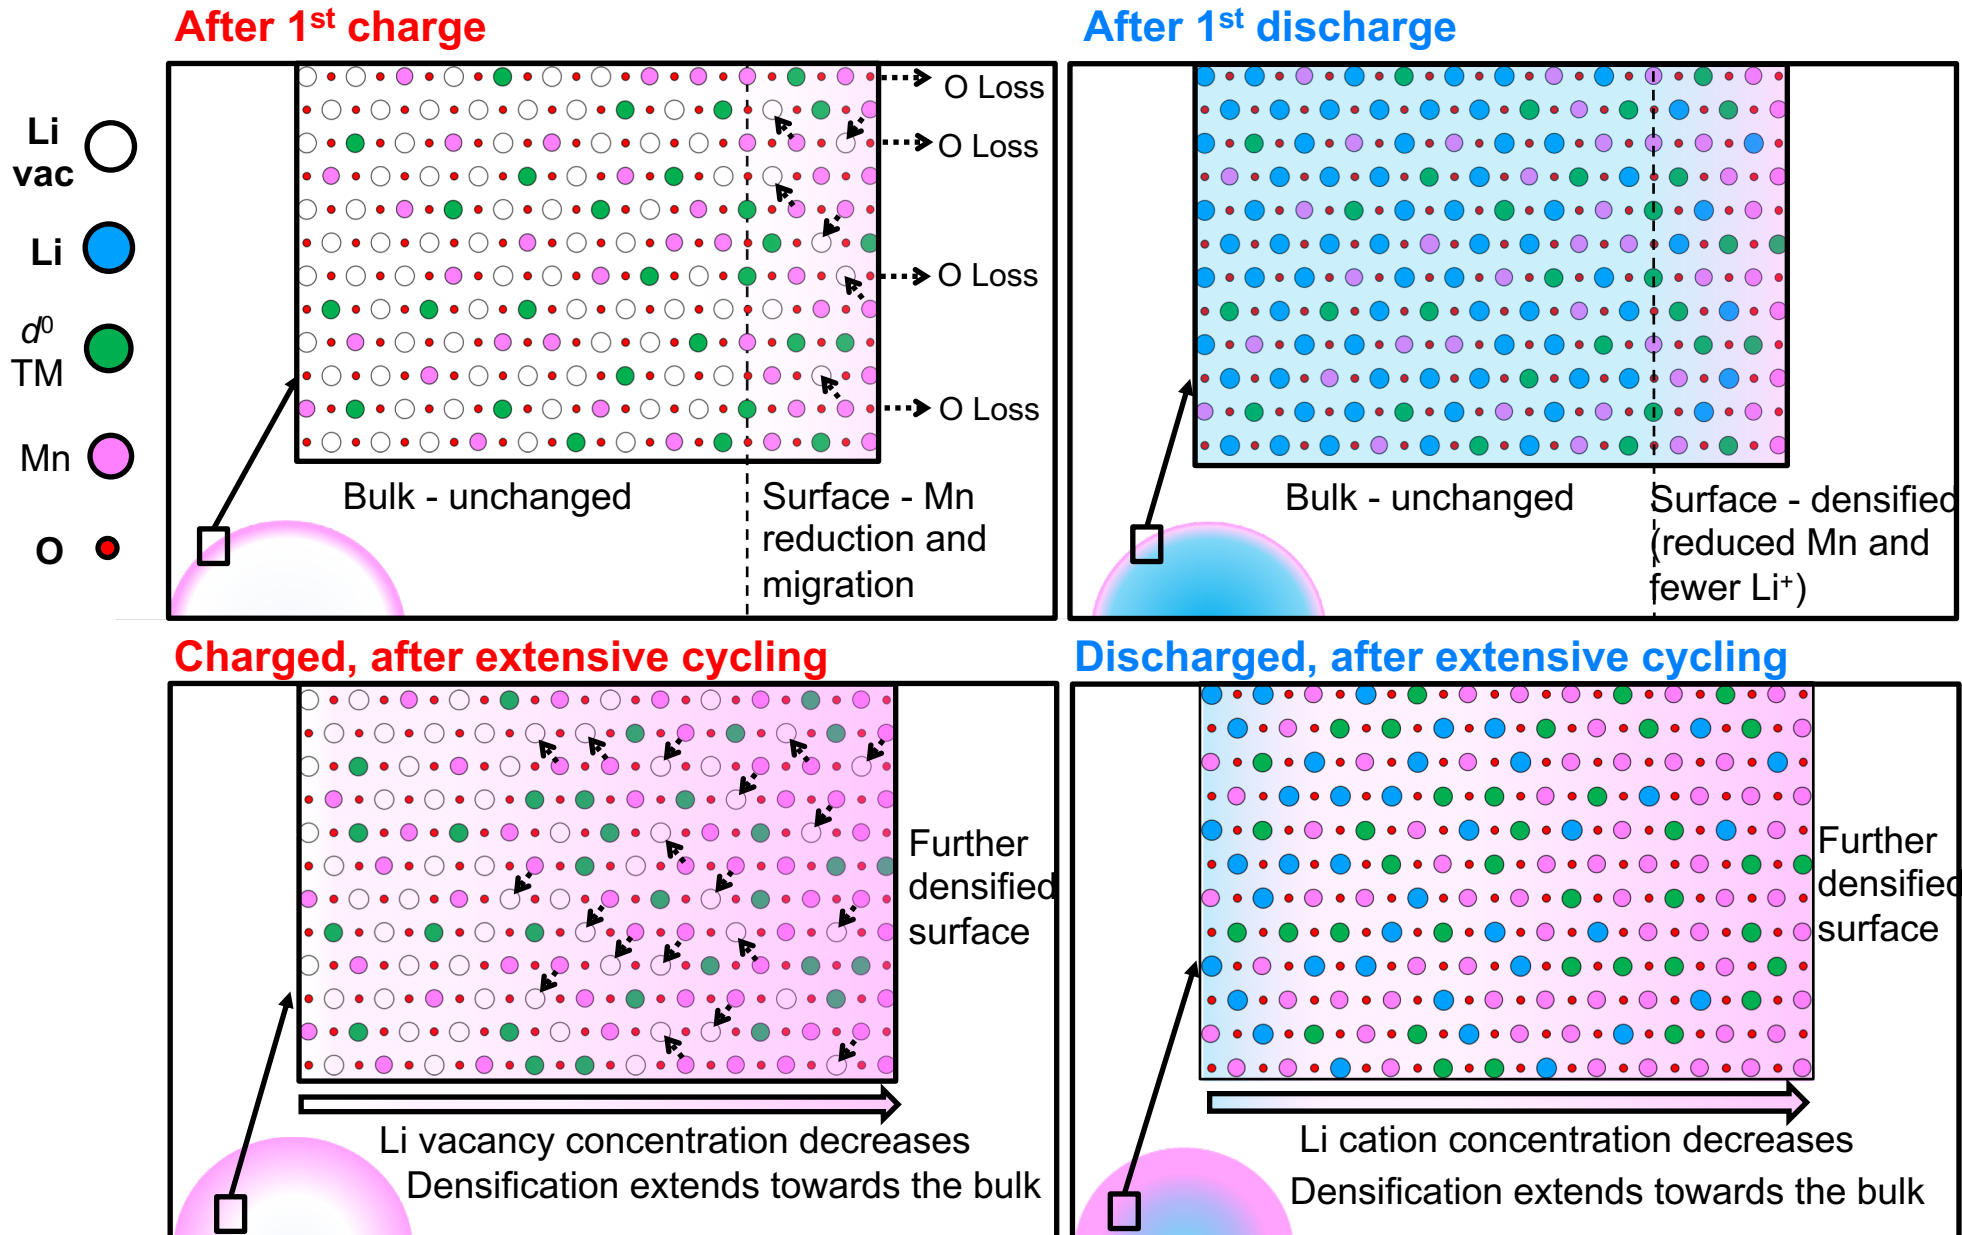 After 1st charge
After 1st discharge
Li
vac
Li
d0
TM
Mn
O
O Loss
O Loss
O Loss
O Loss
Bulk - unchanged
Surface - Mn
reduction and
migration
Bulk - unchanged
Surface - densified
(reduced Mn and
fewer Li+)
Charged, after extensive cycling
Discharged, after extensive cycling
Further
densified
surface
Li vacancy concentration decreases
Densification extends towards the bulk
Further
densified
surface
Li cation concentration decreases
Densification extends towards the bulk